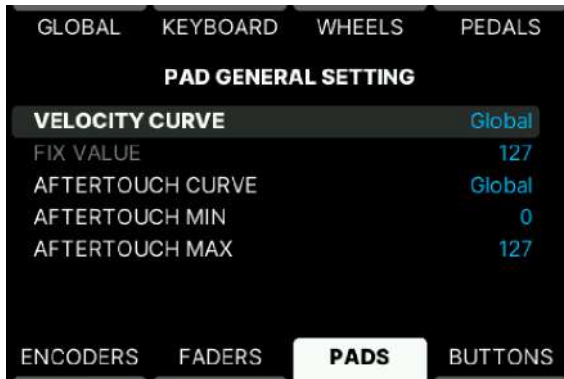 GLOBAL KEYBOARD WHEELS PEDALS
PAD GENERAL SETTING
VELOCITY CURVE Global
FIX VALUE 127
AFTERTOUCH CURVE Global
AFTERTOUCH MIN 0
AFTERTOUCH MAX 127
ENCODERS FADERS PADS BUTTONS